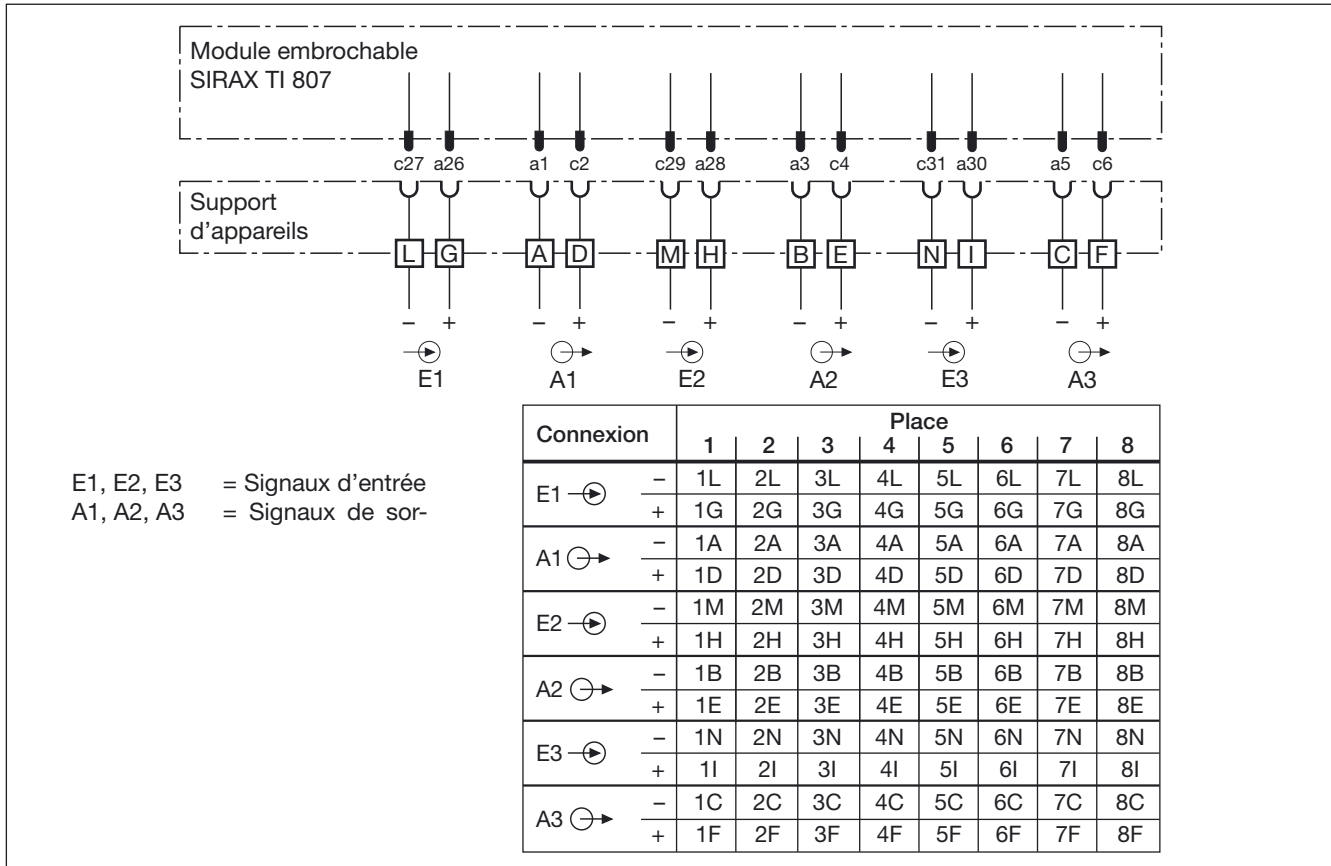 Module embrochable
SIRAX TI 807
c27 a26 a1 c2 c29 a28 a3 c4 c31 a30 a5 c6
Support
d'appareils
L G A D M H B E N I C F
– + – + – + – + – + – +
E1 A1 E2 A2 E3 A3
E1, E2, E3 = Signaux d'entrée
A1, A2, A3 = Signaux de sor-
Connexion Place
1 2 3 4 5 6 7 8
E1 – 1L 2L 3L 4L 5L 6L 7L 8L
+ 1G 2G 3G 4G 5G 6G 7G 8G
A1 – 1A 2A 3A 4A 5A 6A 7A 8A
+ 1D 2D 3D 4D 5D 6D 7D 8D
E2 – 1M 2M 3M 4M 5M 6M 7M 8M
+ 1H 2H 3H 4H 5H 6H 7H 8H
A2 – 1B 2B 3B 4B 5B 6B 7B 8B
+ 1E 2E 3E 4E 5E 6E 7E 8E
E3 – 1N 2N 3N 4N 5N 6N 7N 8N
+ 1I 2I 3I 4I 5I 6I 7I 8I
A3 – 1C 2C 3C 4C 5C 6C 7C 8C
+ 1F 2F 3F 4F 5F 6F 7F 8F